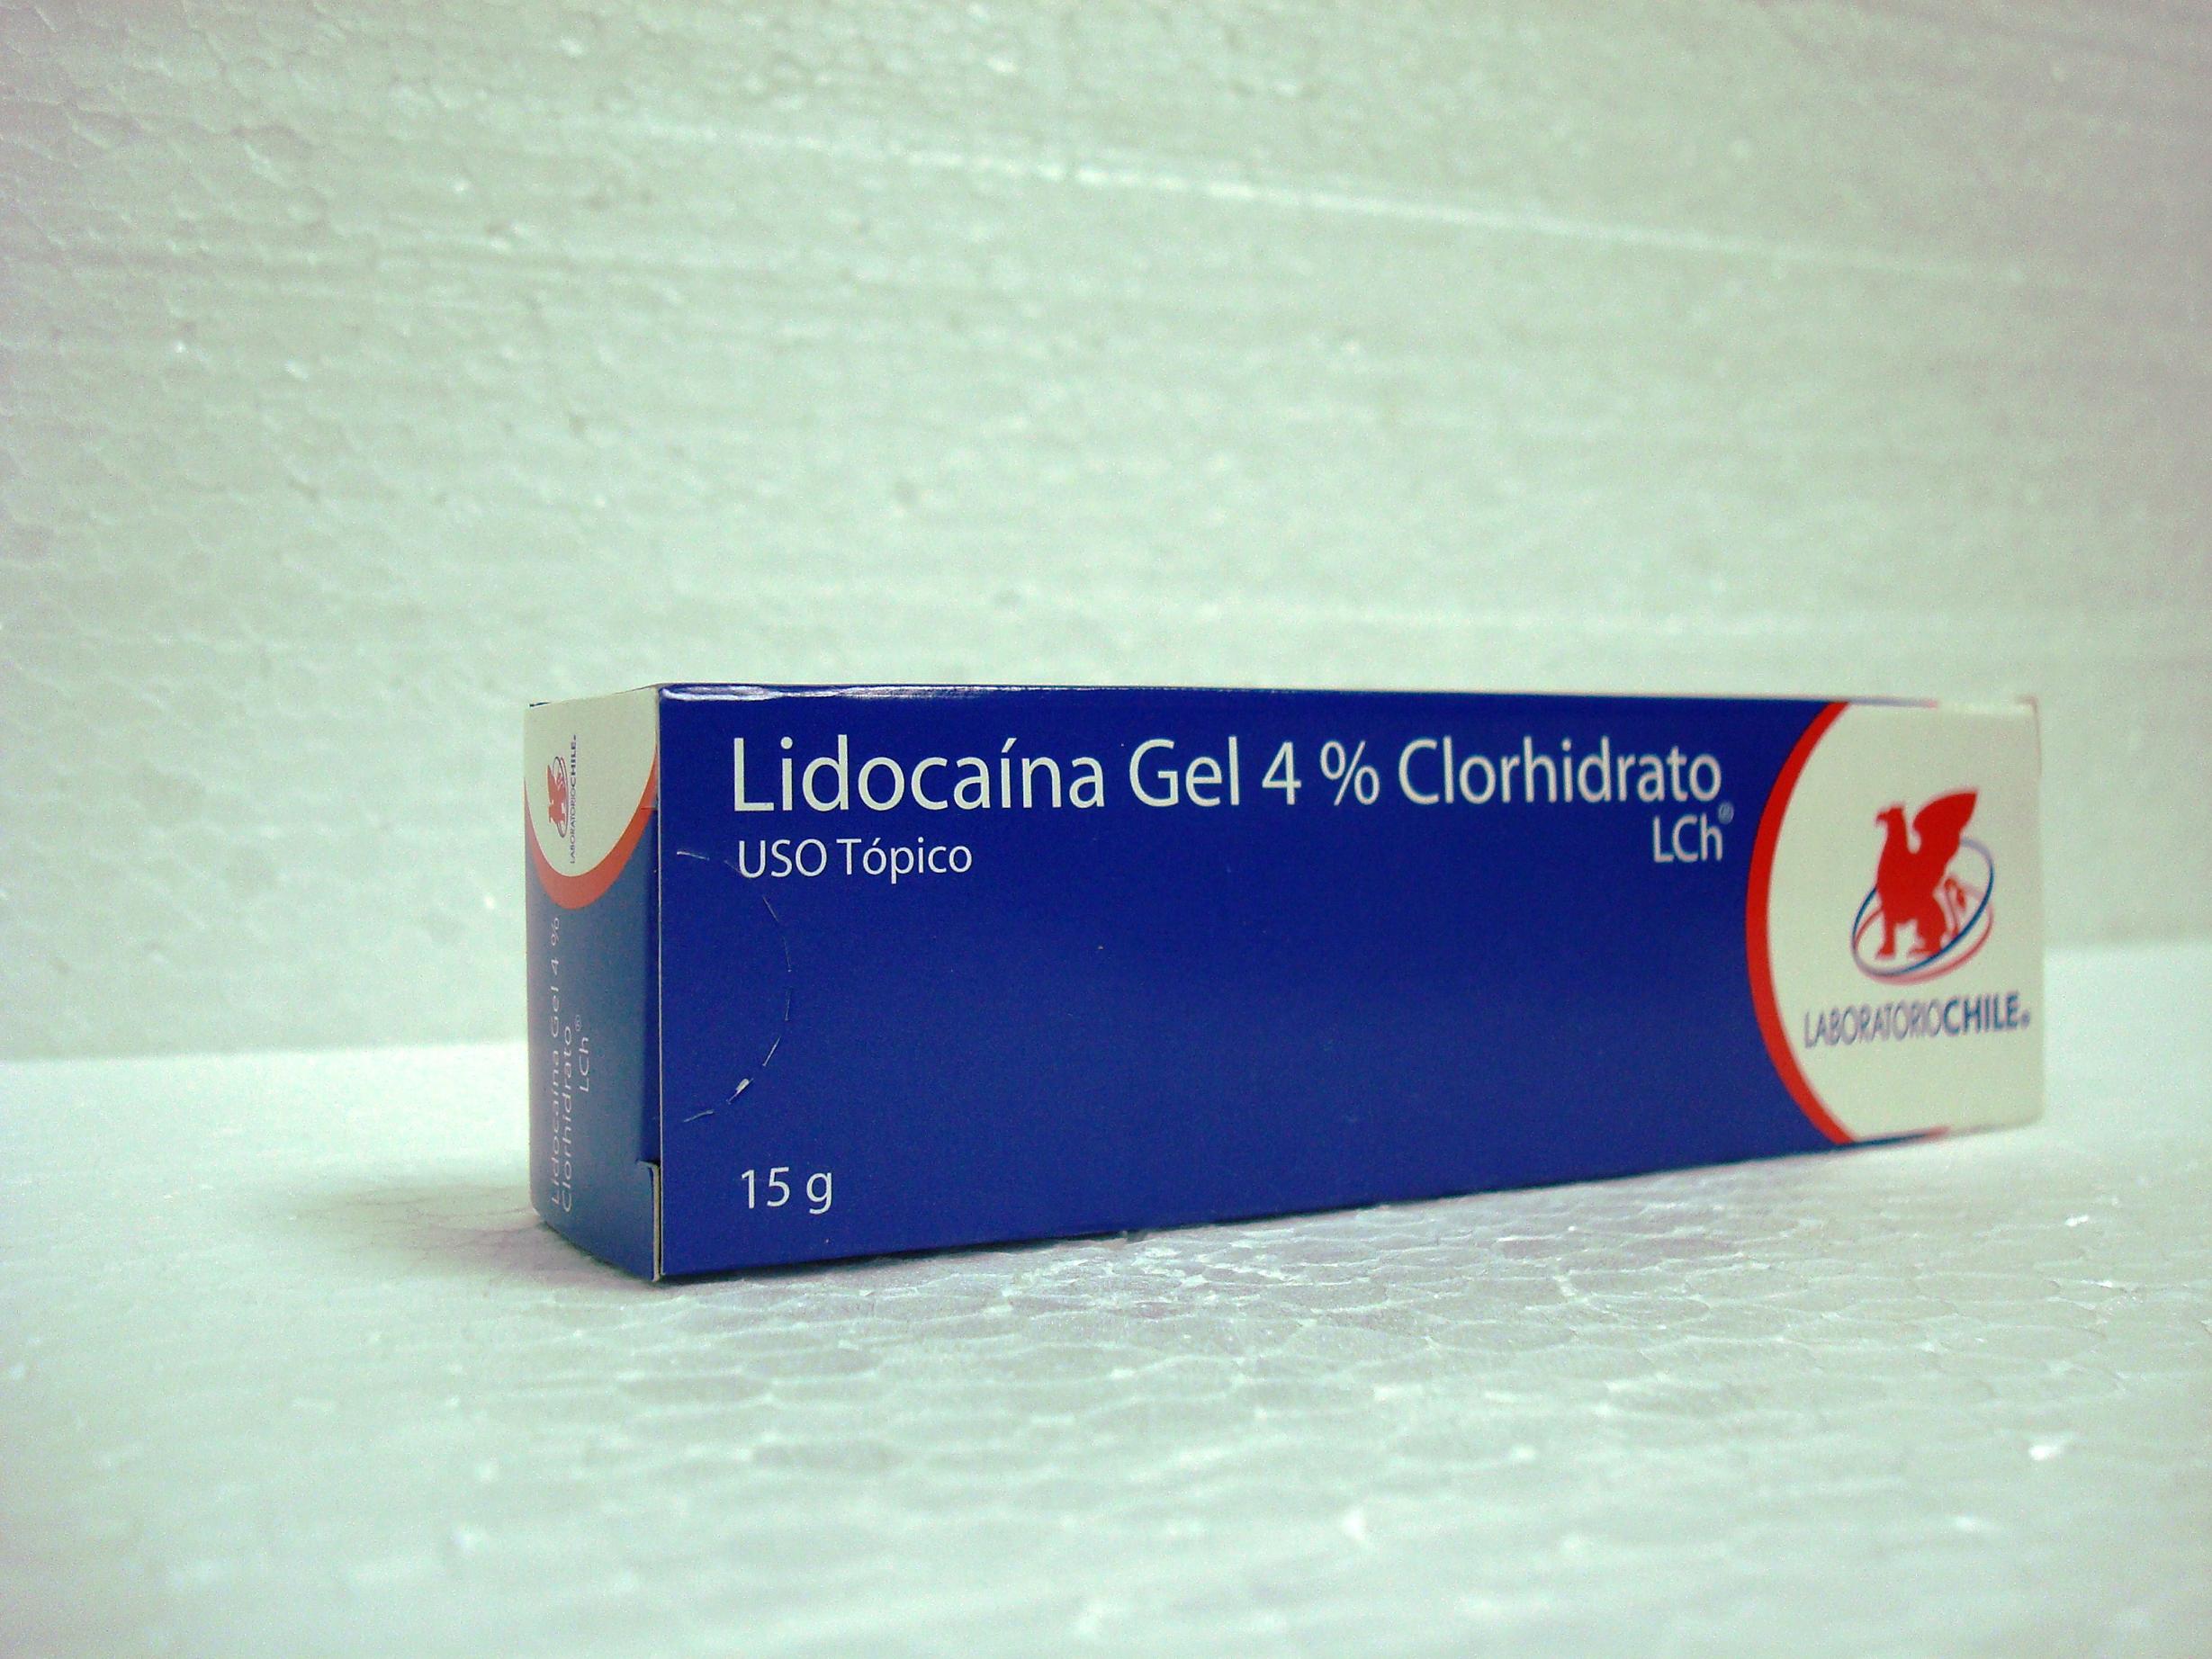 Lidocaína Gel 4 % Clorhidrato
LCh®
USO Tópico
15 g
LABORATORIOCHILE®
LABORATORIOCHILE®
Lidocaína Gel 4 %
Clorhidrato
LCh®